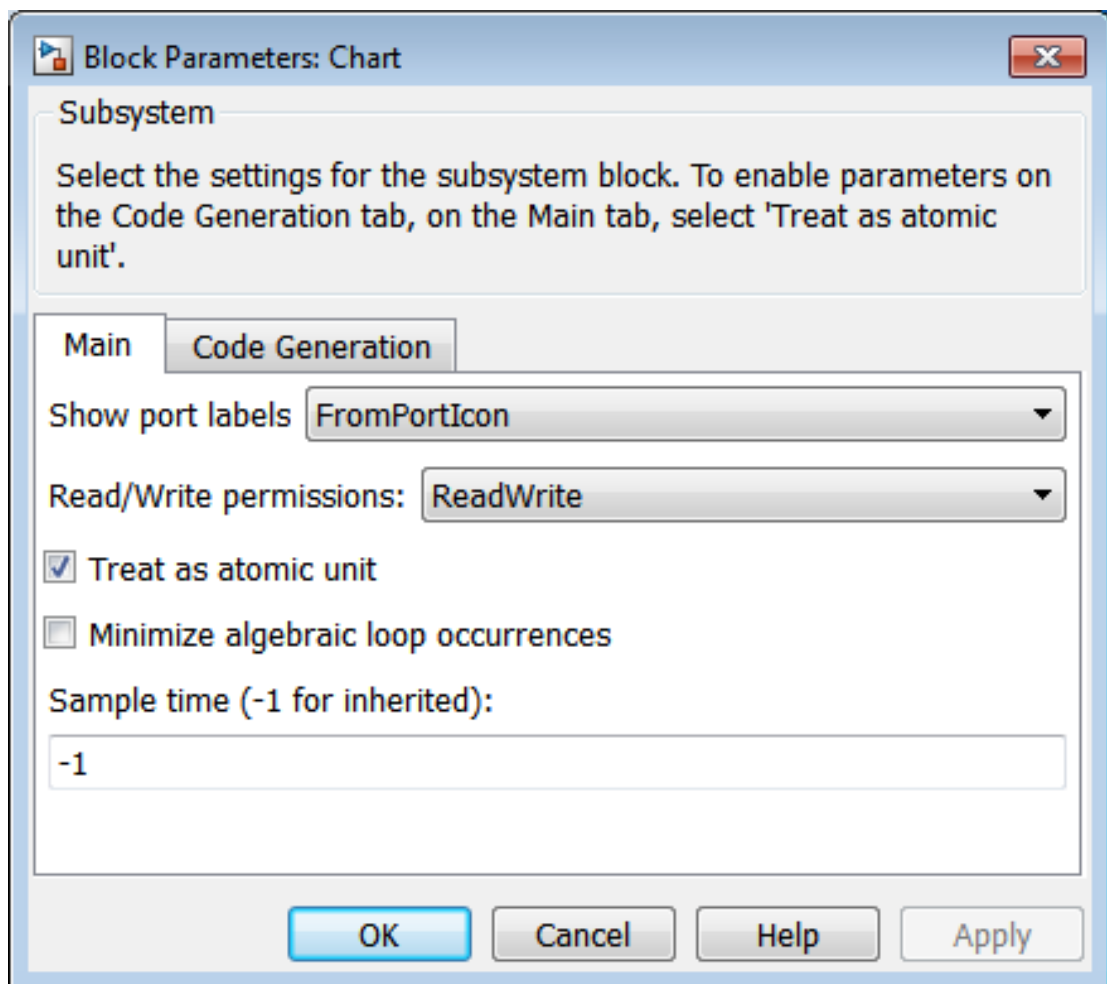 Block Parameters: Chart
Subsystem
Select the settings for the subsystem block. To enable parameters on
the Code Generation tab, on the Main tab, select 'Treat as atomic
unit'.
Main Code Generation
Show port labels FromPortIcon
Read/Write permissions: ReadWrite
Treat as atomic unit
Minimize algebraic loop occurrences
Sample time (-1 for inherited):
-1
OK Cancel Help Apply